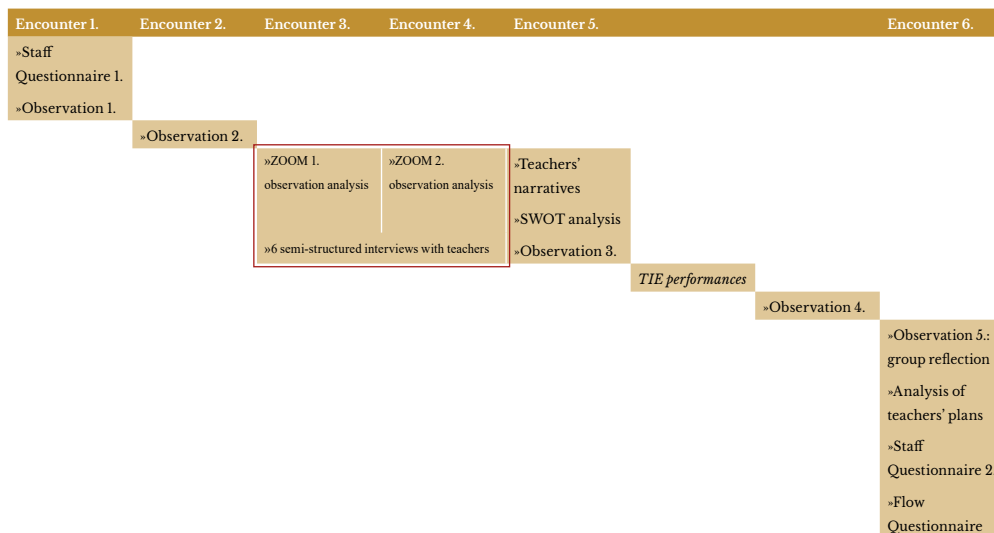 Encounter 1.
Encounter 2.
Encounter 3.
Encounter 4.
Encounter 5.
Encounter 6.
»Staff
Questionnaire 1.
»Observation 1.
»Observation 2.
»ZOOM 1.
observation analysis
»ZOOM 2.
observation analysis
»6 semi-structured interviews with teachers
»Teachers’
narratives
»SWOT analysis
»Observation 3.
TIE performances
»Observation 4.
»Observation 5.:
group reflection
»Analysis of
teachers’ plans
»Staff
Questionnaire 2
»Flow
Questionnaire